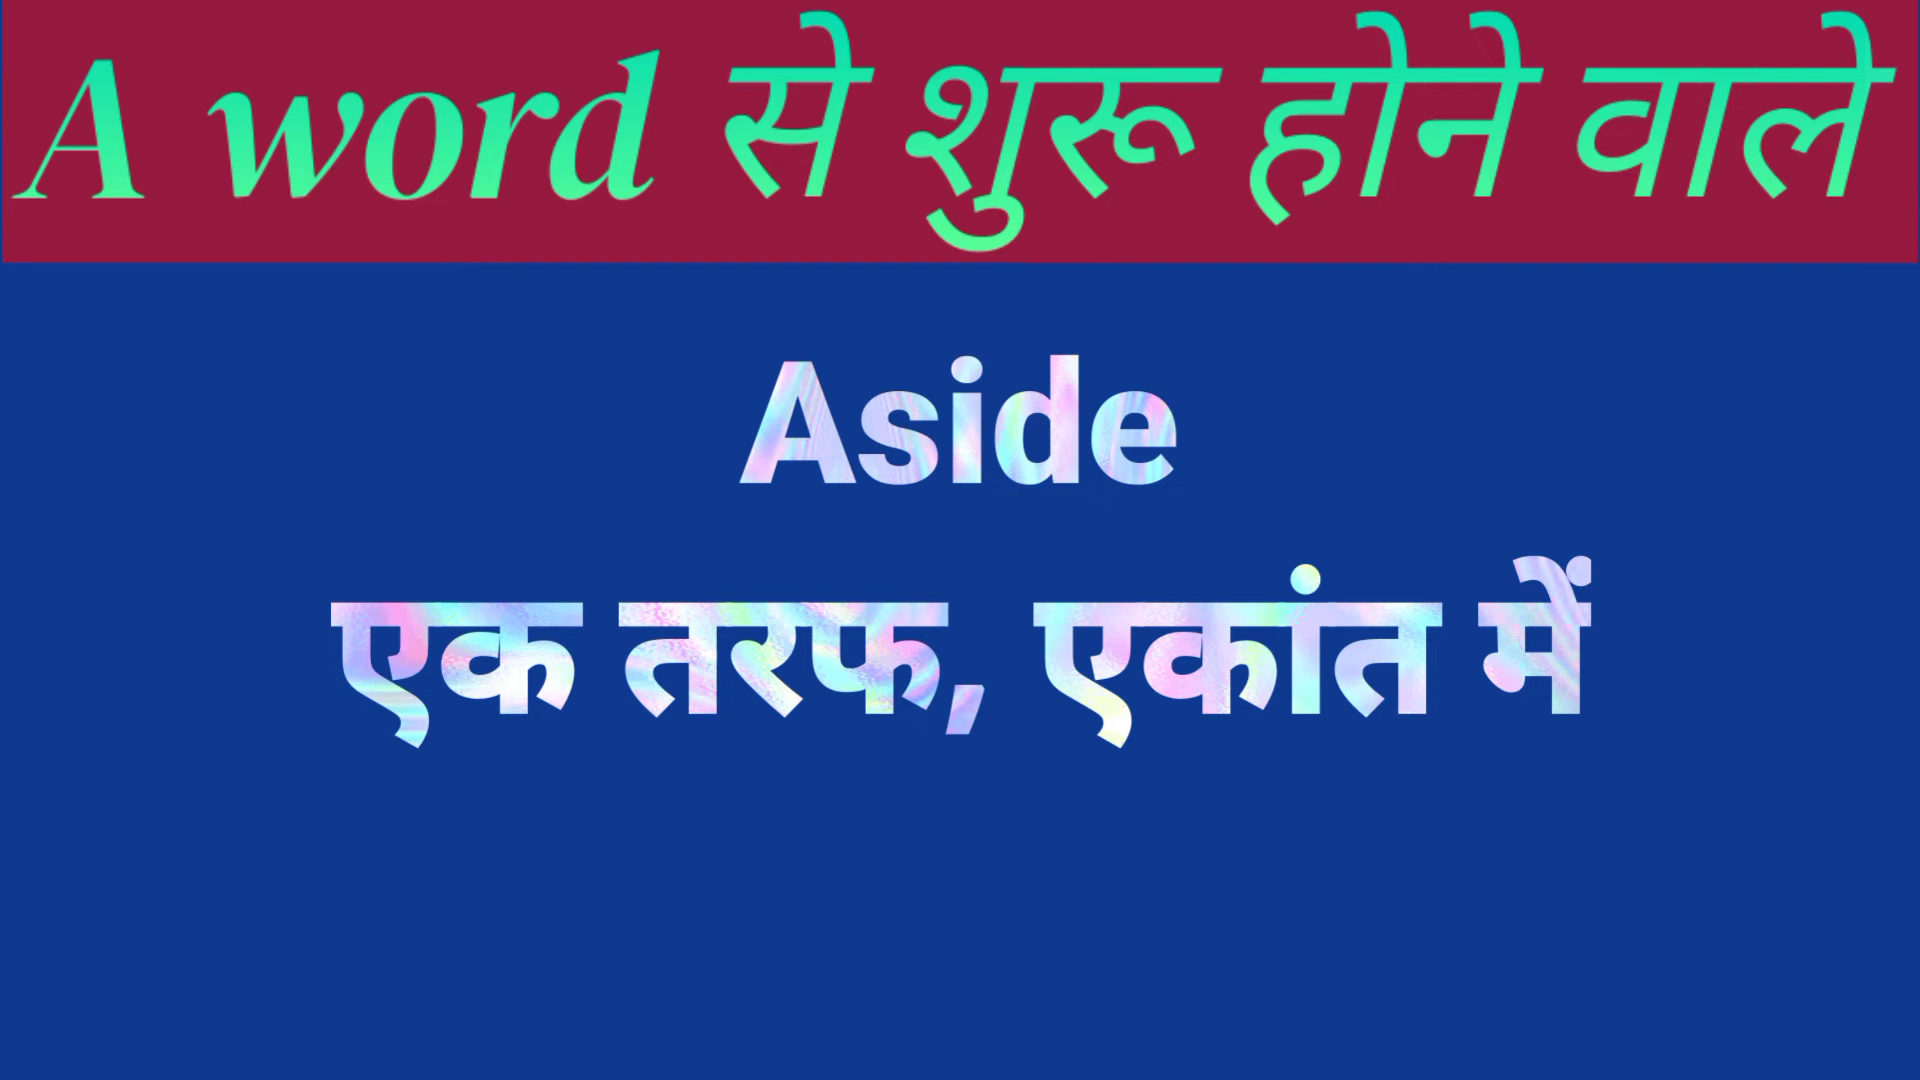 A word से शुरू होने वाले
Aside
एक तरफ, एकांत में